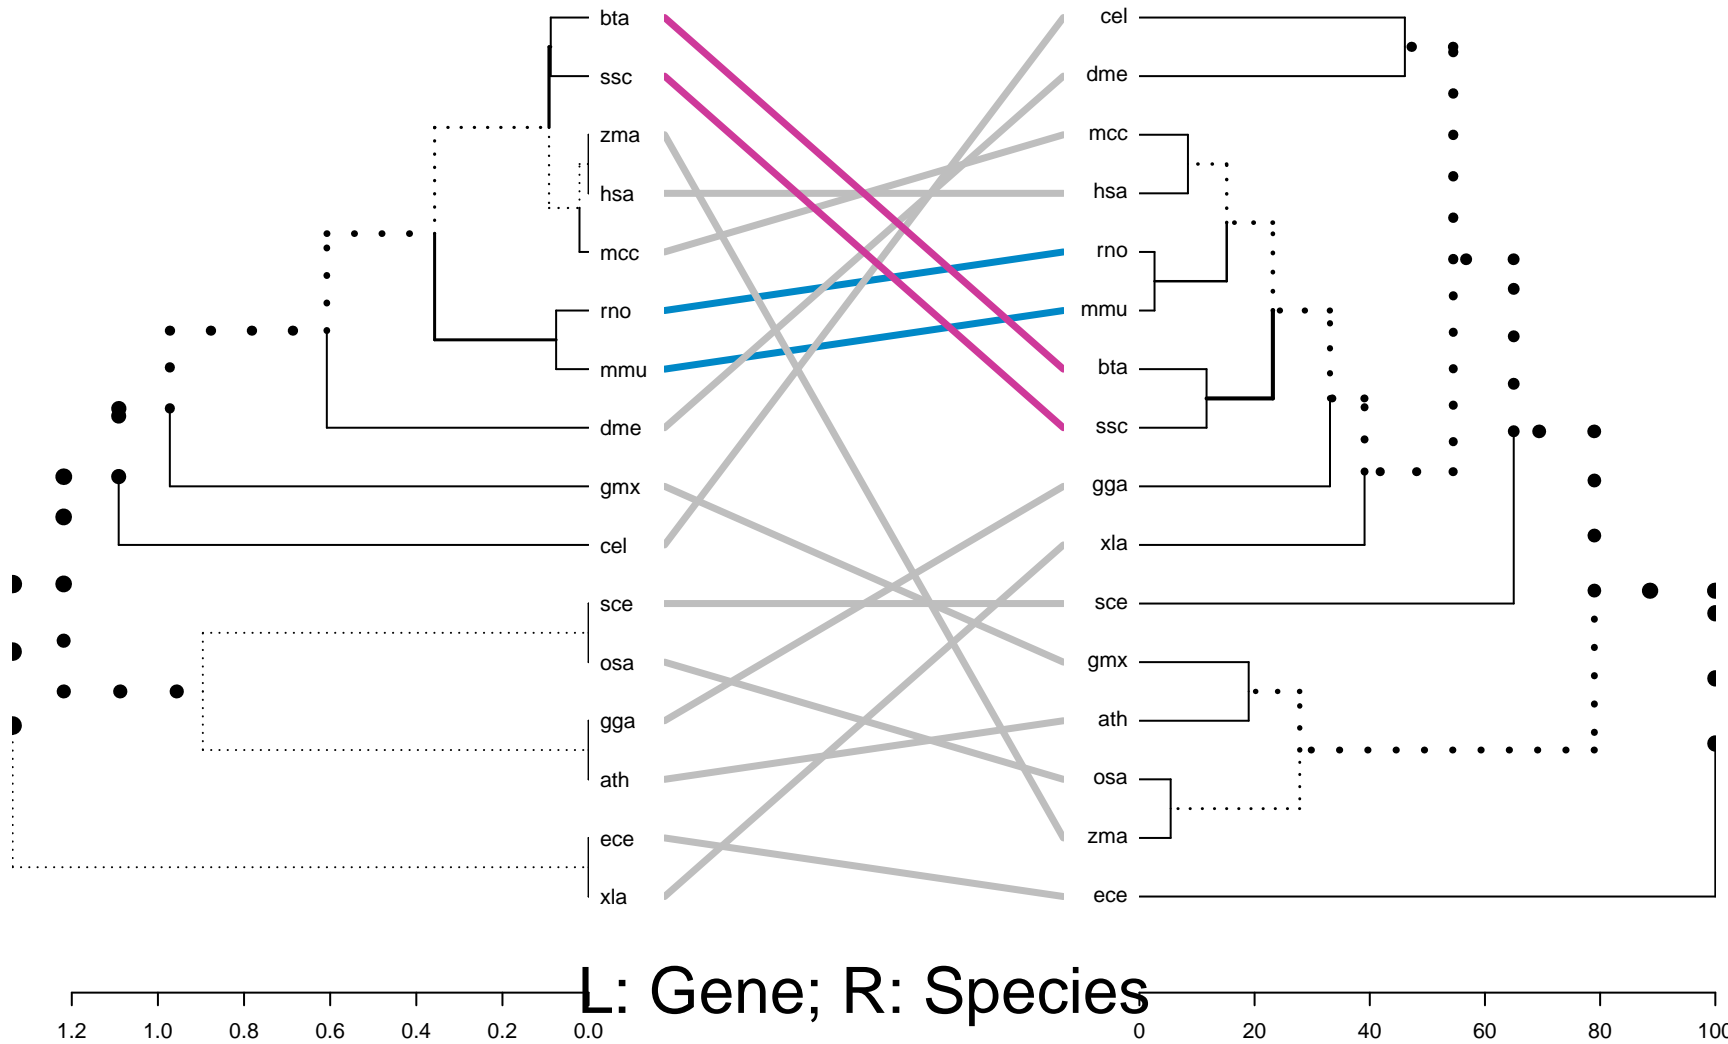 bta
ssc
zma
hsa
mcc
rno
mmu
dme
gmx
cel
sce
osa
gga
ath
ece
xla
cel
dme
mcc
hsa
rno
mmu
bta
ssc
gga
xla
sce
gmx
ath
osa
zma
ece
L: Gene; R: Species
1.2 1.0 0.8 0.6 0.4 0.2 0.0
0 20 40 60 80 100